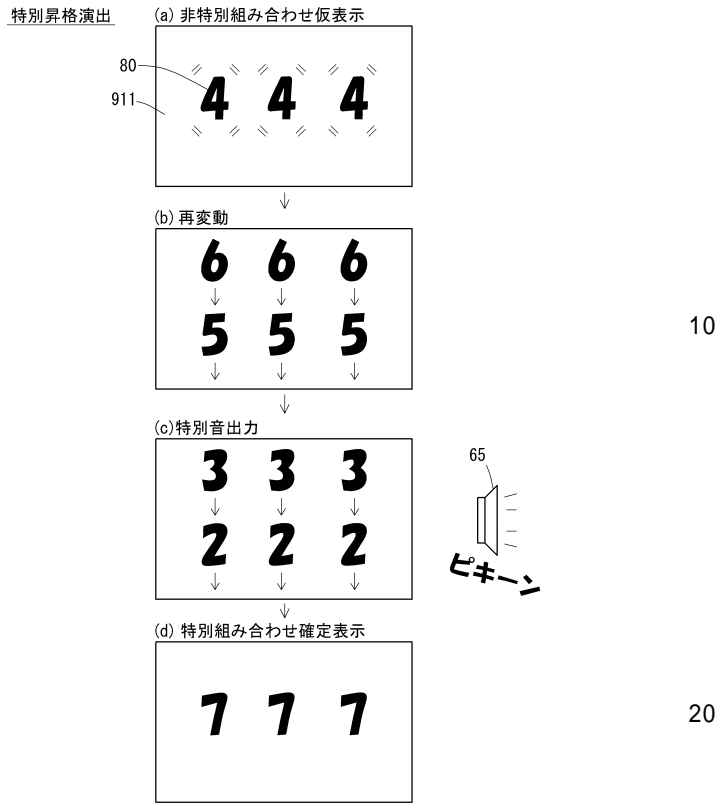 特別昇格演出
(a) 非特別組み合わせ仮表示
80
911
4 4 4
(b) 再変動
6 6 6
5 5 5
10
(c)特別音出力
3 3 3
2 2 2
65
ピキーン
(d) 特別組み合わせ確定表示
7 7 7
20